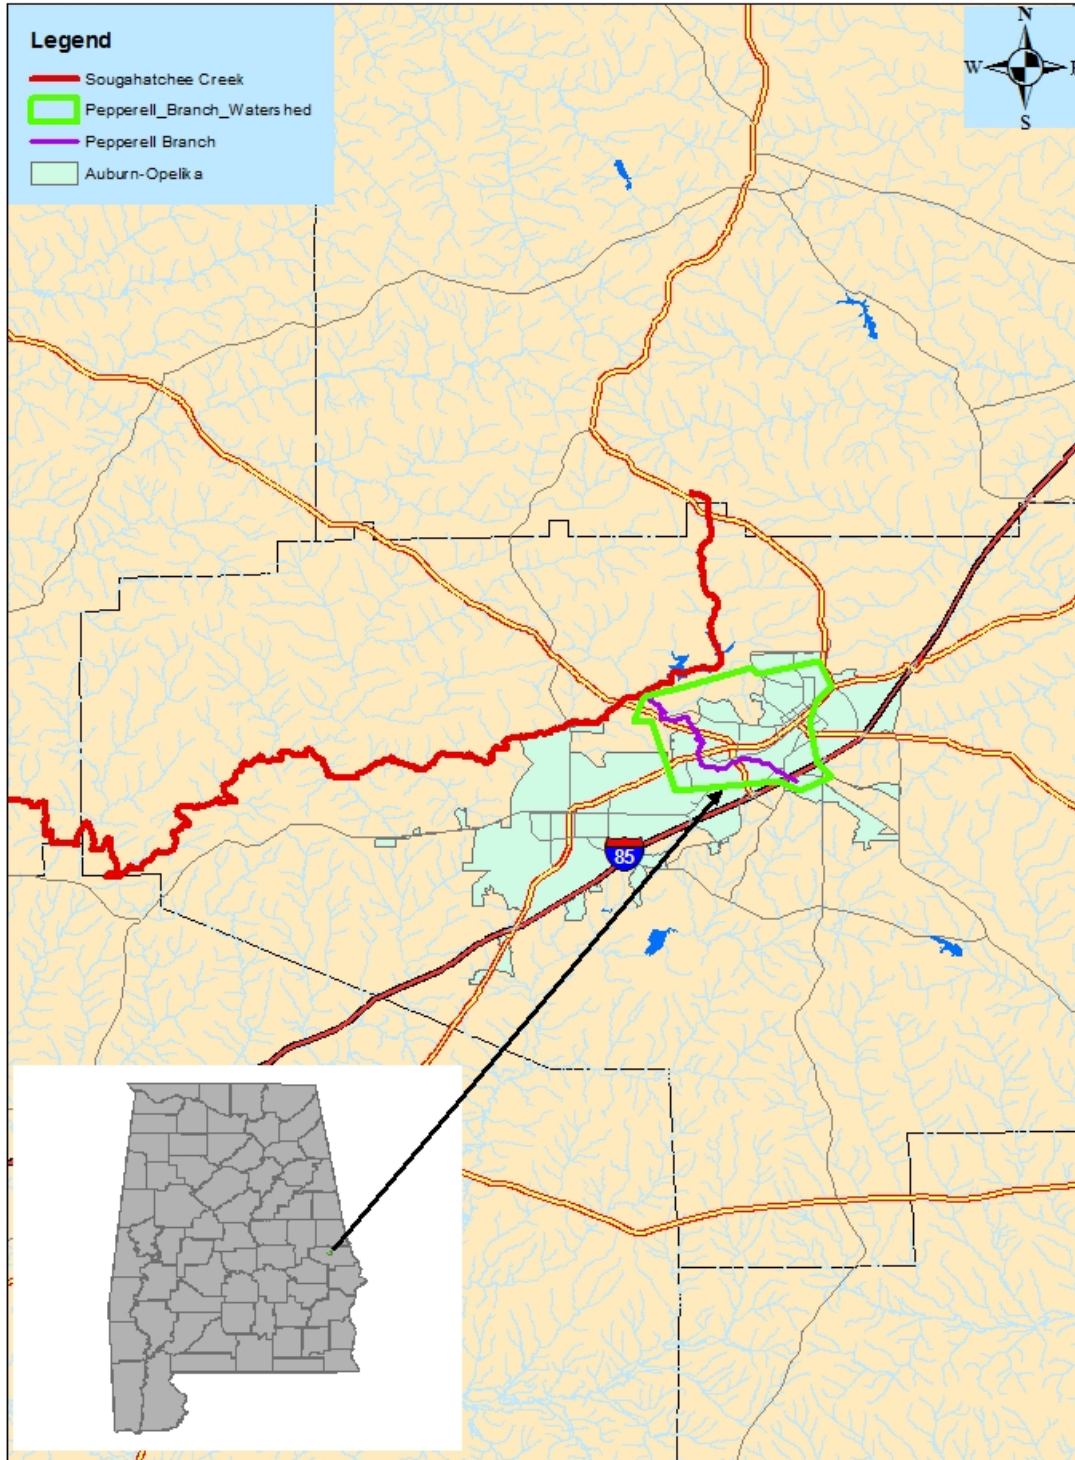 Legend
Sougahatchee Creek
Pepperell_Branch_Watershed
Pepperell Branch
Auburn-Opelika
N
W
E
S
85